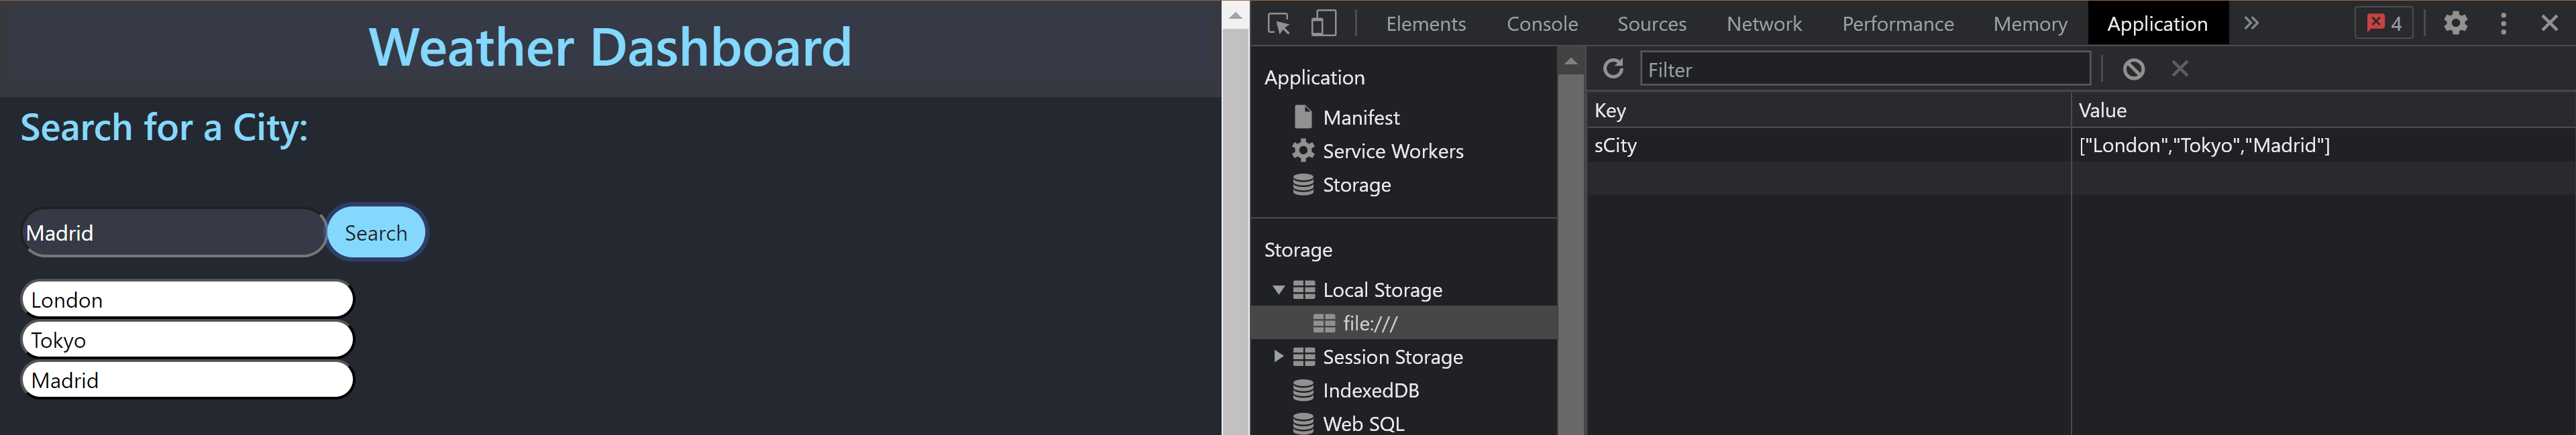 Weather Dashboard
Search for a City:
Madrid
Search
London
Tokyo
Madrid
Elements Console Sources Network Performance Memory Application 4
Application
Manifest
Service Workers
Storage
Storage
Local Storage
file:///
Session Storage
IndexedDB
Web SQL
Filter
Key Value
sCity ["London","Tokyo","Madrid"]